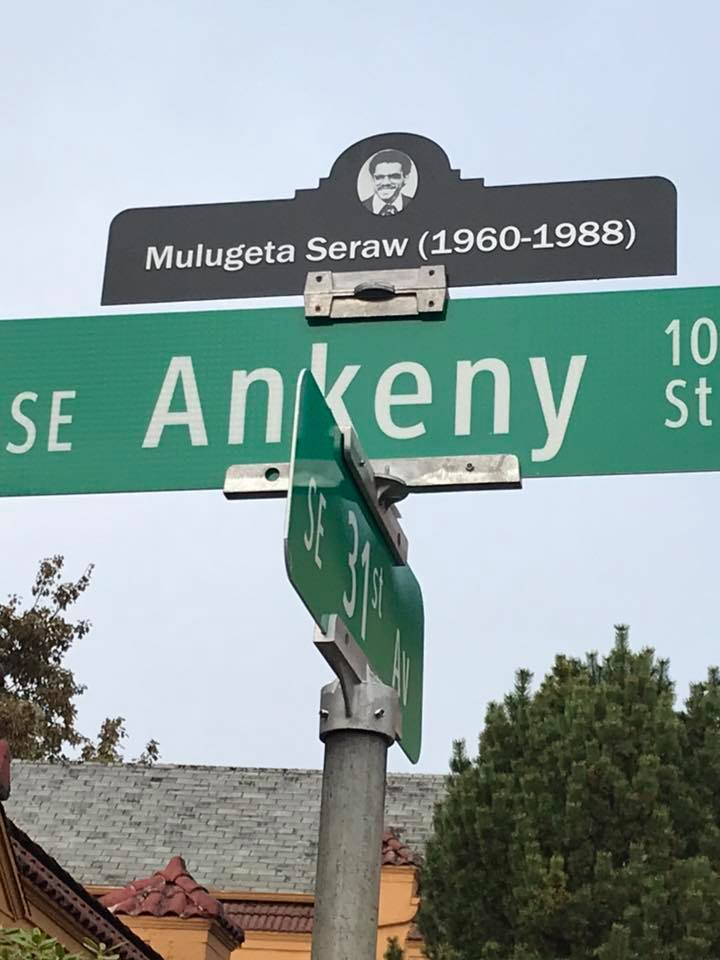 Mulugeta Seraw (1960-1988)
SE Ankeny St
10
SE 31st Av